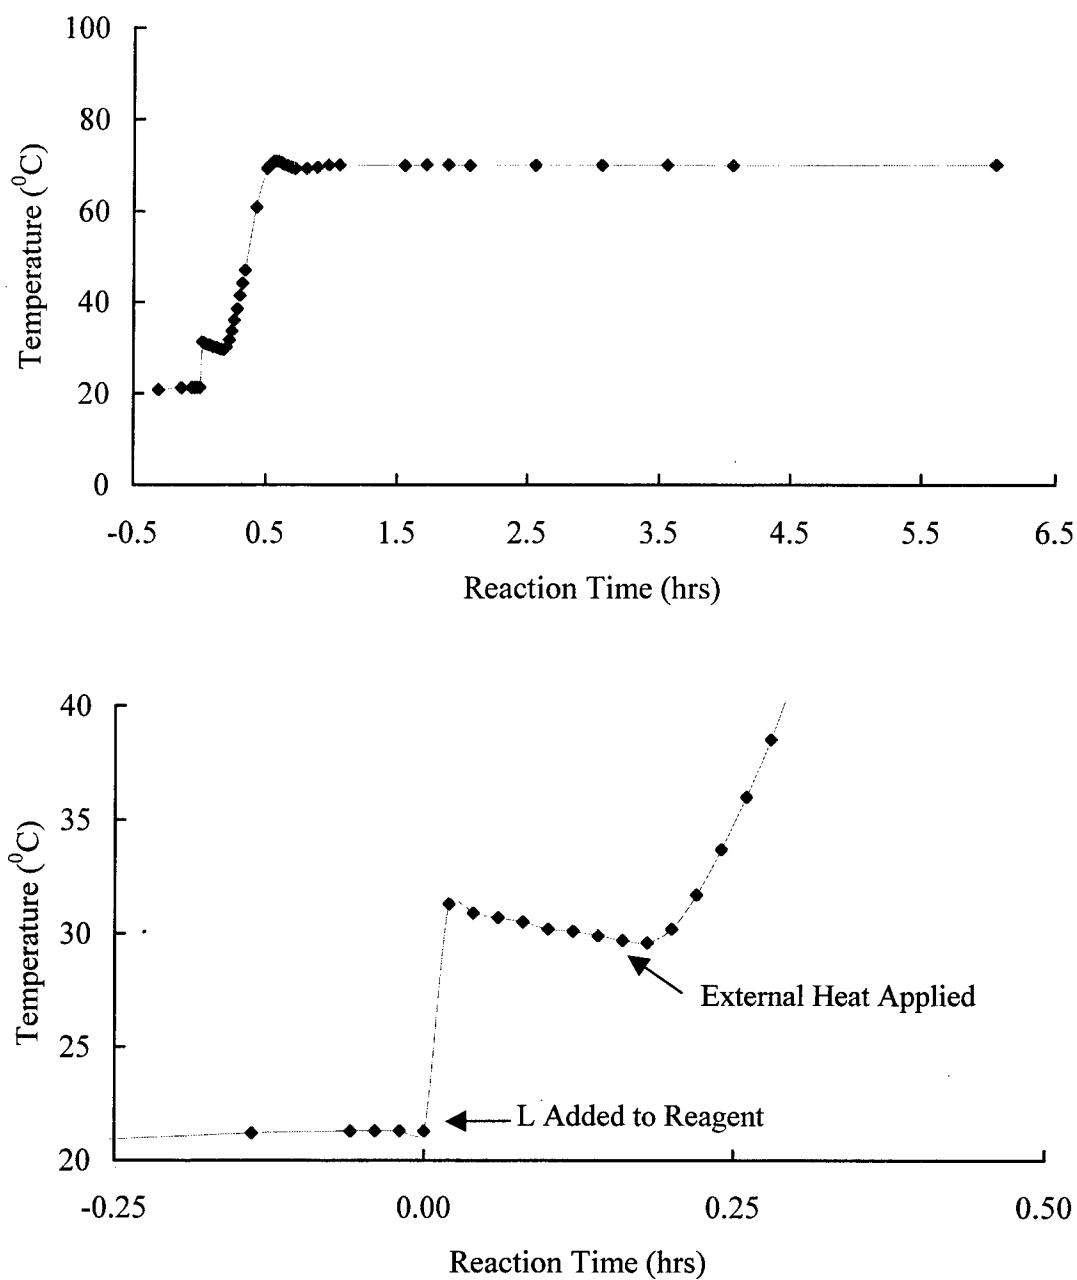 100
80
60
40
20
0
Temperature (⁰C)
-0.5 0.5 1.5 2.5 3.5 4.5 5.5 6.5
Reaction Time (hrs)
40
35
30
25
20
Temperature (⁰C)
External Heat Applied
L Added to Reagent
-0.25 0.00 0.25 0.50
Reaction Time (hrs)